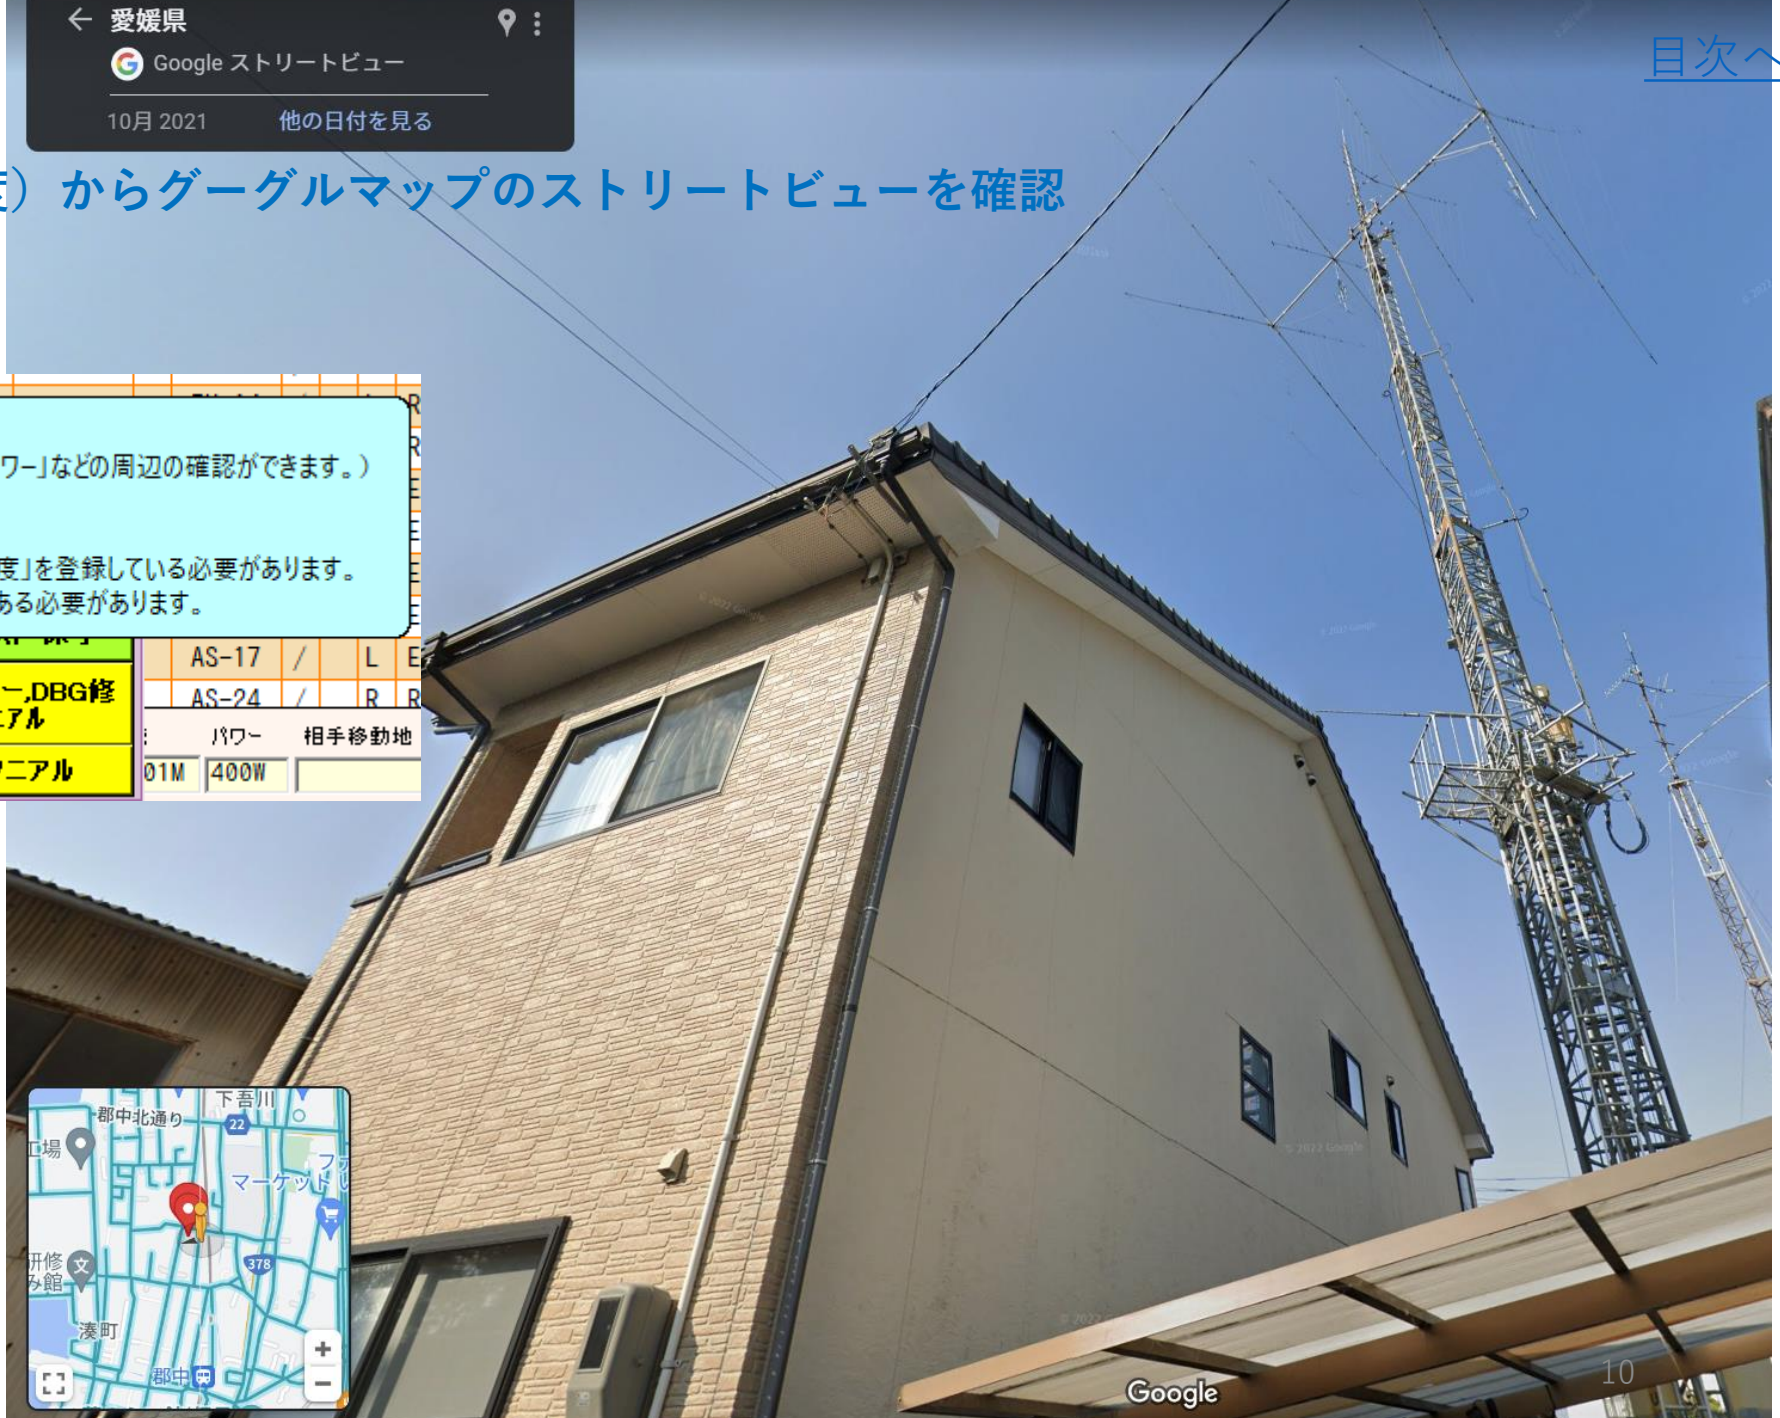 愛媛県
Google ストリートビュー
10月 2021 他の日付を見る
目次へ
からグーグルマップのストリートビューを確認
ワー」などの周辺の確認ができます。)
度」を登録している必要があります。
ある必要があります。
AS-17 / L E
AS-24 / R R
ー,DBG修
ニアル
マニアル
パワー 相手移動地
01M 400W
下吾川
郡中北通り
22
工場
マーケット
378
研修
み館
湊町
郡中
Google
10